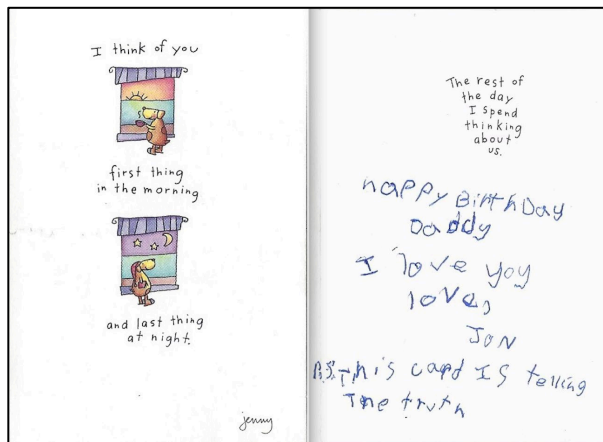 I think of you
first thing
in the morning
and last thing
at night.
jenny
The rest of
the day
I spend
thinking
about
us.
HAPPY BirthDay
Daddy
I love you
love,
JON
P.S. This card IS telling
The truth